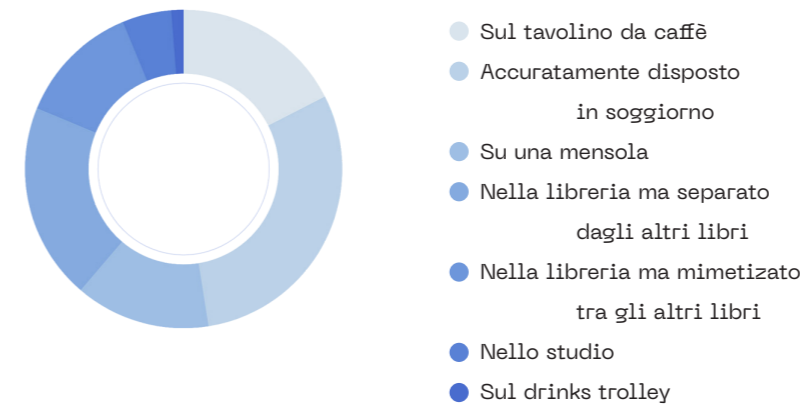 Sul tavolino da caffè
Accuratamente disposto
in soggiorno
Su una mensola
Nella libreria ma separato
dagli altri libri
Nella libreria ma mimetizato
tra gli altri libri
Nello studio
Sul drinks trolley